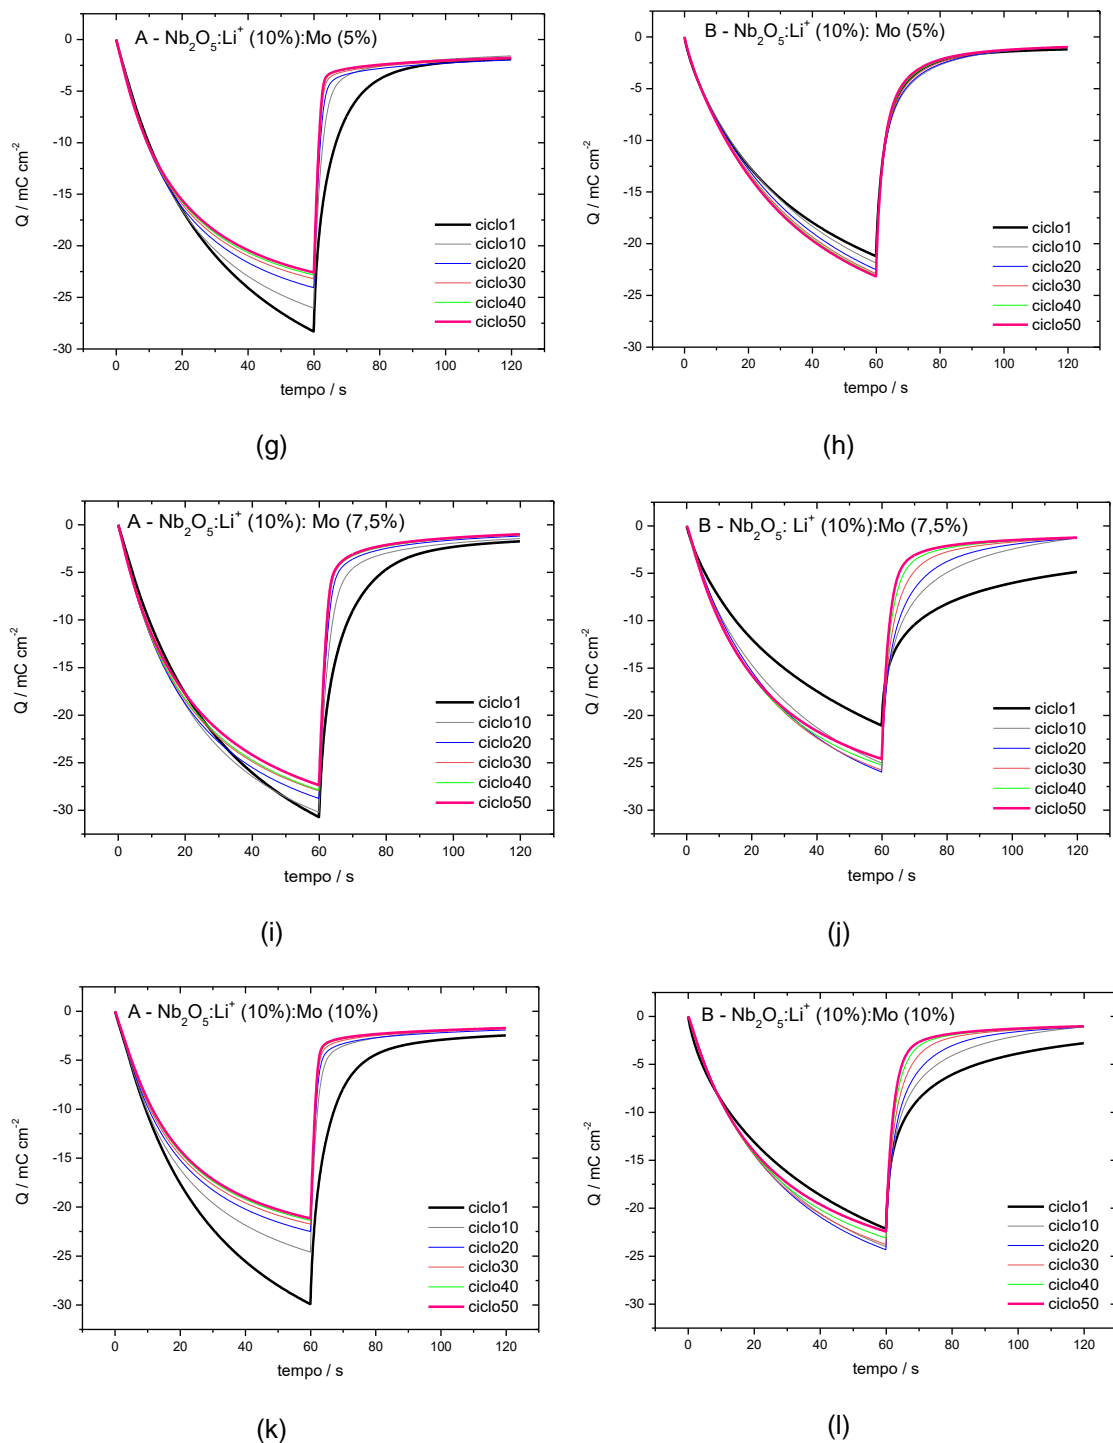 A - Nb₂O₅:Li⁺ (10%):Mo (5%)
0
-5
-10
-15
-20
-25
-30
Q / mC cm⁻²
ciclo1
ciclo10
ciclo20
ciclo30
ciclo40
ciclo50
0 20 40 60 80 100 120
tempo / s
(g)
B - Nb₂O₅:Li⁺ (10%): Mo (5%)
0
-5
-10
-15
-20
-25
-30
Q / mC cm⁻²
ciclo1
ciclo10
ciclo20
ciclo30
ciclo40
ciclo50
0 20 40 60 80 100 120
tempo / s
(h)
A - Nb₂O₅:Li⁺ (10%): Mo (7,5%)
0
-5
-10
-15
-20
-25
-30
Q / mC cm⁻²
ciclo1
ciclo10
ciclo20
ciclo30
ciclo40
ciclo50
0 20 40 60 80 100 120
tempo / s
(i)
B - Nb₂O₅: Li⁺ (10%):Mo (7,5%)
0
-5
-10
-15
-20
-25
-30
Q / mC cm⁻²
ciclo1
ciclo10
ciclo20
ciclo30
ciclo40
ciclo50
0 20 40 60 80 100 120
tempo / s
(j)
A - Nb₂O₅:Li⁺ (10%):Mo (10%)
0
-5
-10
-15
-20
-25
-30
Q / mC cm⁻²
ciclo1
ciclo10
ciclo20
ciclo30
ciclo40
ciclo50
0 20 40 60 80 100 120
tempo / s
(k)
B - Nb₂O₅:Li⁺ (10%):Mo (10%)
0
-5
-10
-15
-20
-25
-30
Q / mC cm⁻²
ciclo1
ciclo10
ciclo20
ciclo30
ciclo40
ciclo50
0 20 40 60 80 100 120
tempo / s
(l)